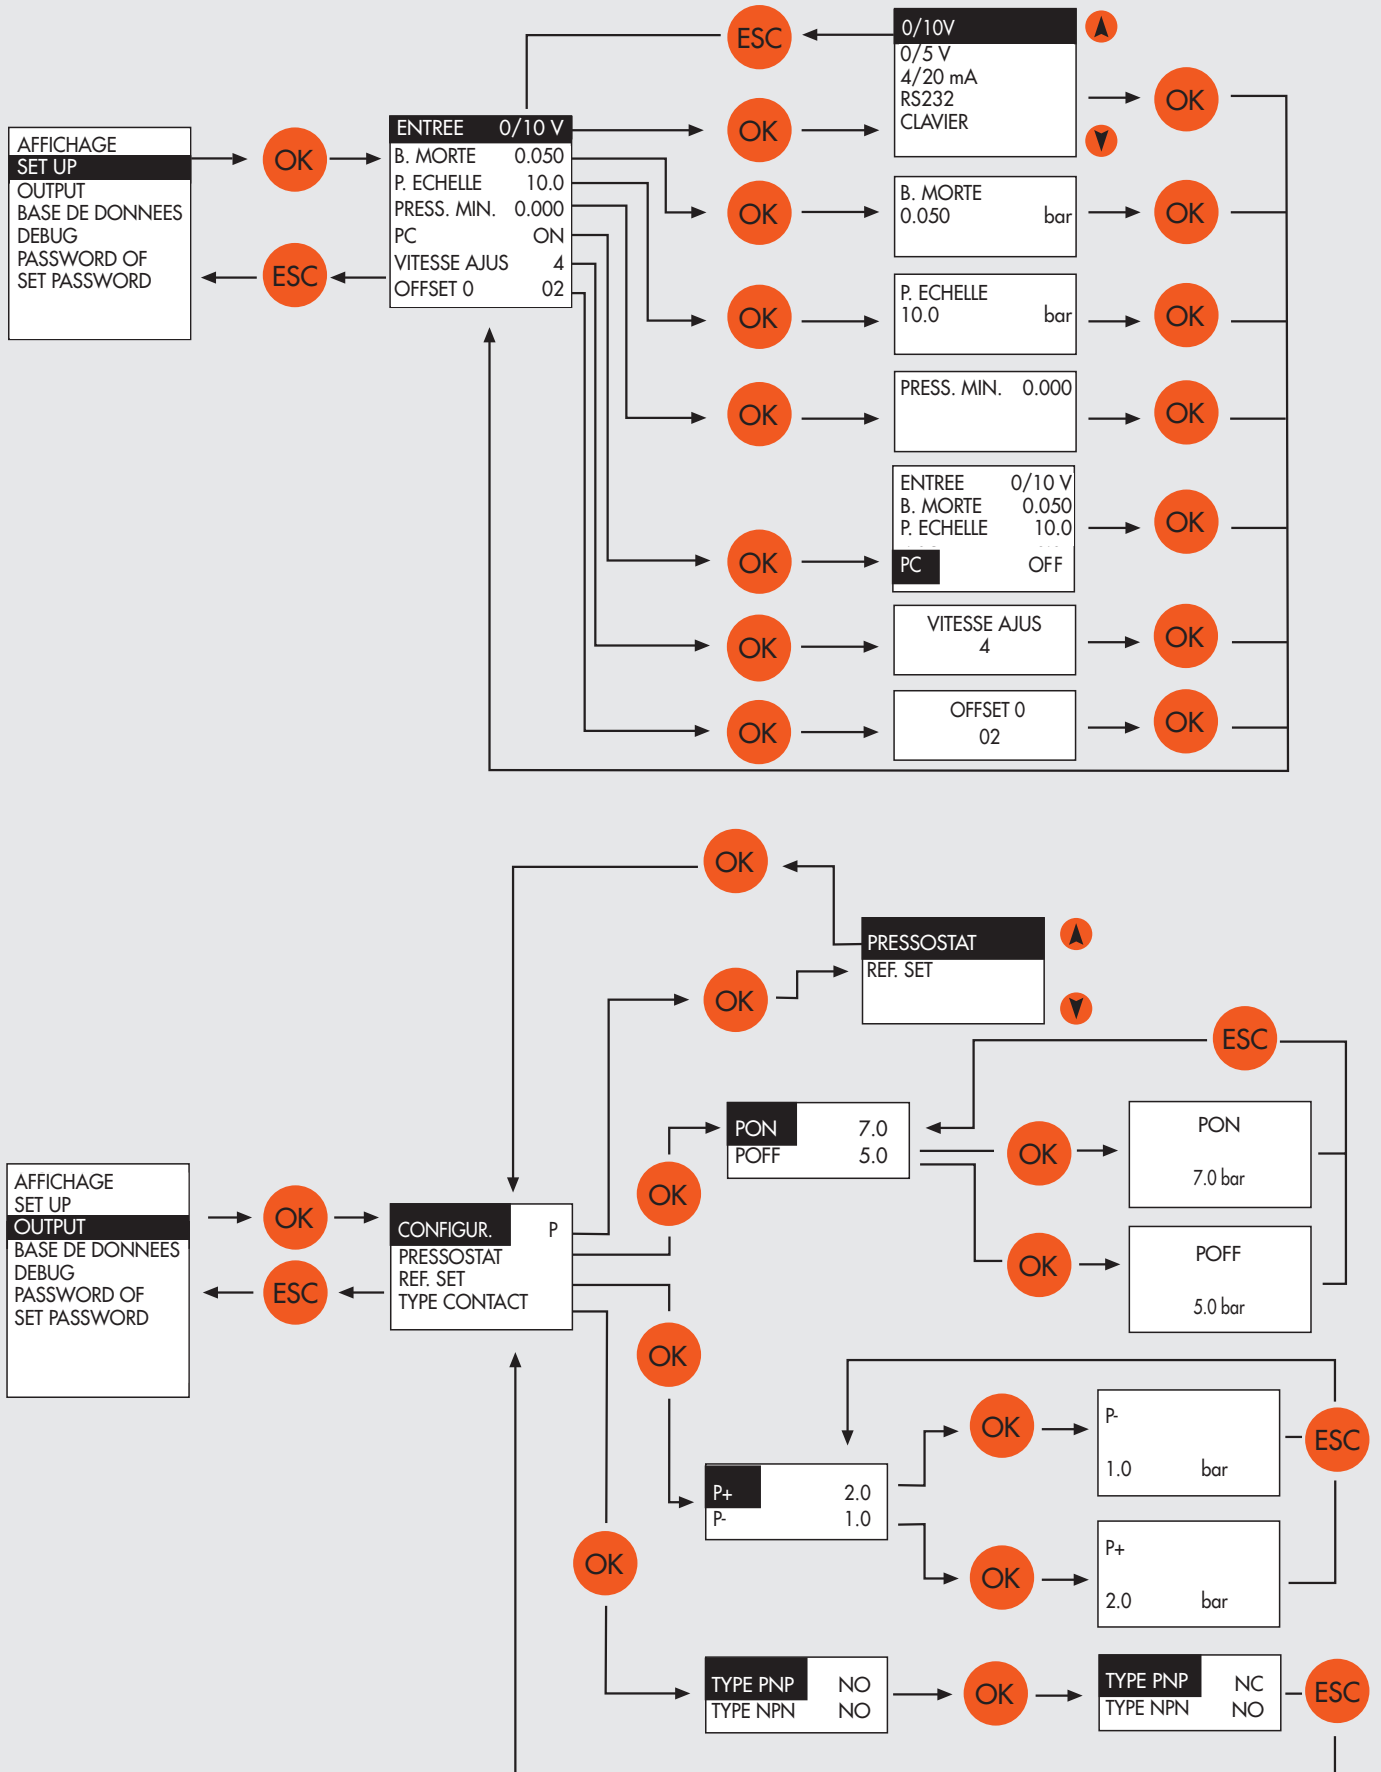 ESC
0/10V
0/5 V
4/20 mA
RS232
CLAVIER
OK
OK
AFFICHAGE
SET UP
OUTPUT
BASE DE DONNEES
DEBUG
PASSWORD OF
SET PASSWORD
OK
ESC
ENTREE 0/10 V
B. MORTE 0.050
P. ECHELLE 10.0
PRESS. MIN. 0.000
PC ON
VITESSE AJUS 4
OFFSET 0 02
OK
B. MORTE
0.050 bar
OK
OK
P. ECHELLE
10.0 bar
OK
OK
PRESS. MIN. 0.000
OK
OK
ENTREE 0/10 V
B. MORTE 0.050
P. ECHELLE 10.0
PC OFF
OK
OK
VITESSE AJUS
4
OK
OK
OFFSET 0
02
OK
OK
OK
PRESSOSTAT
REF. SET
ESC
AFFICHAGE
SET UP
OUTPUT
BASE DE DONNEES
DEBUG
PASSWORD OF
SET PASSWORD
OK
ESC
CONFIGUR. P
PRESSOSTAT
REF. SET
TYPE CONTACT
OK
PON 7.0
POFF 5.0
OK
PON
7.0 bar
OK
POFF
5.0 bar
OK
P+ 2.0
P- 1.0
OK
P-
1.0 bar
ESC
OK
P+
2.0 bar
OK
TYPE PNP NO
TYPE NPN NO
OK
TYPE PNP NC
TYPE NPN NO
ESC